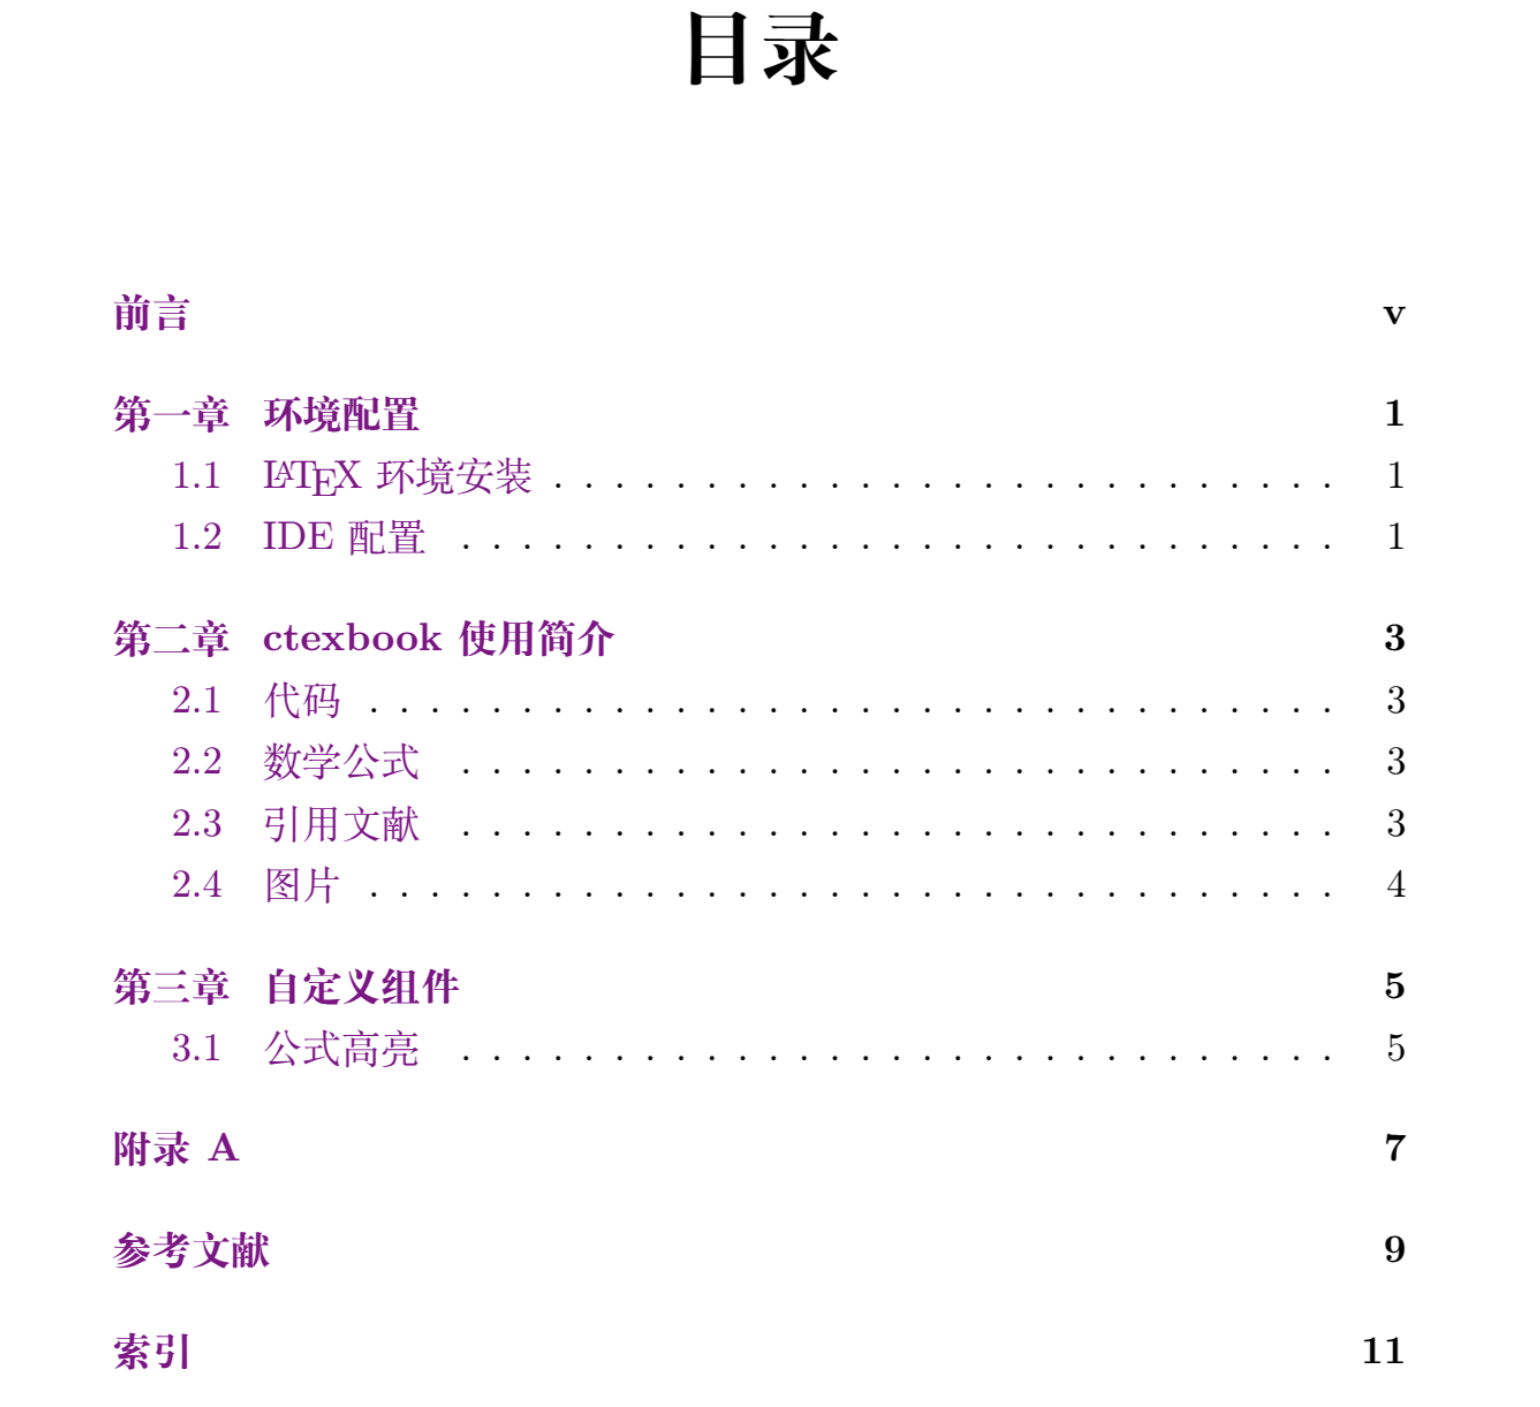 目录
前言 v
第一章 环境配置 1
1.1 LATEX 环境安装 . . . . . . . . . . . . . . . . . . . . . . . . . . 1
1.2 IDE 配置 . . . . . . . . . . . . . . . . . . . . . . . . . . . . . 1
第二章 ctexbook 使用简介 3
2.1 代码 . . . . . . . . . . . . . . . . . . . . . . . . . . . . . . . . 3
2.2 数学公式 . . . . . . . . . . . . . . . . . . . . . . . . . . . . . 3
2.3 引用文献 . . . . . . . . . . . . . . . . . . . . . . . . . . . . . 3
2.4 图片 . . . . . . . . . . . . . . . . . . . . . . . . . . . . . . . . 4
第三章 自定义组件 5
3.1 公式高亮 . . . . . . . . . . . . . . . . . . . . . . . . . . . . . 5
附录 A 7
参考文献 9
索引 11